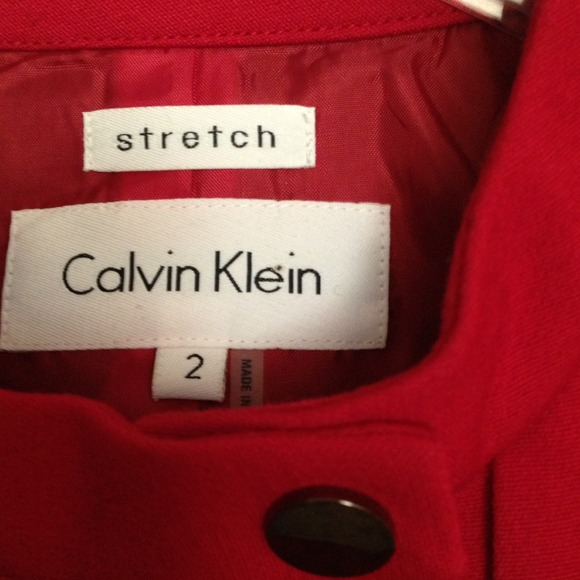 stretch
Calvin Klein
2
MADE IN